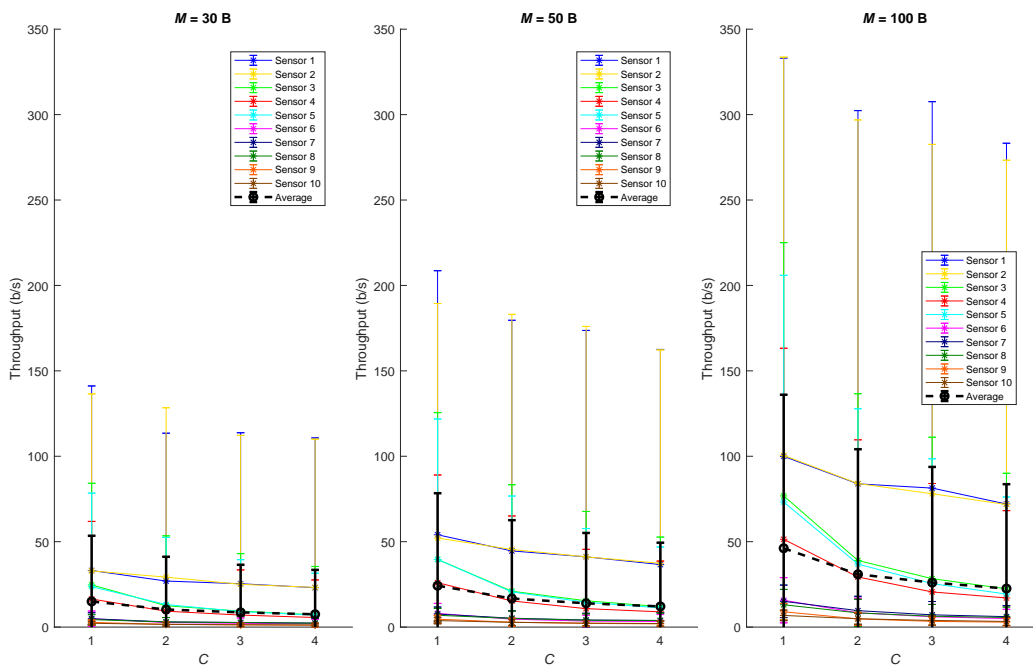 M = 30 B
350
300
250
200
150
100
50
0
Throughput (b/s)
1 2 3 4
C
Sensor 1
Sensor 2
Sensor 3
Sensor 4
Sensor 5
Sensor 6
Sensor 7
Sensor 8
Sensor 9
Sensor 10
Average
M = 50 B
350
300
250
200
150
100
50
0
Throughput (b/s)
1 2 3 4
C
Sensor 1
Sensor 2
Sensor 3
Sensor 4
Sensor 5
Sensor 6
Sensor 7
Sensor 8
Sensor 9
Sensor 10
Average
M = 100 B
350
300
250
200
150
100
50
0
Throughput (b/s)
1 2 3 4
C
Sensor 1
Sensor 2
Sensor 3
Sensor 4
Sensor 5
Sensor 6
Sensor 7
Sensor 8
Sensor 9
Sensor 10
Average